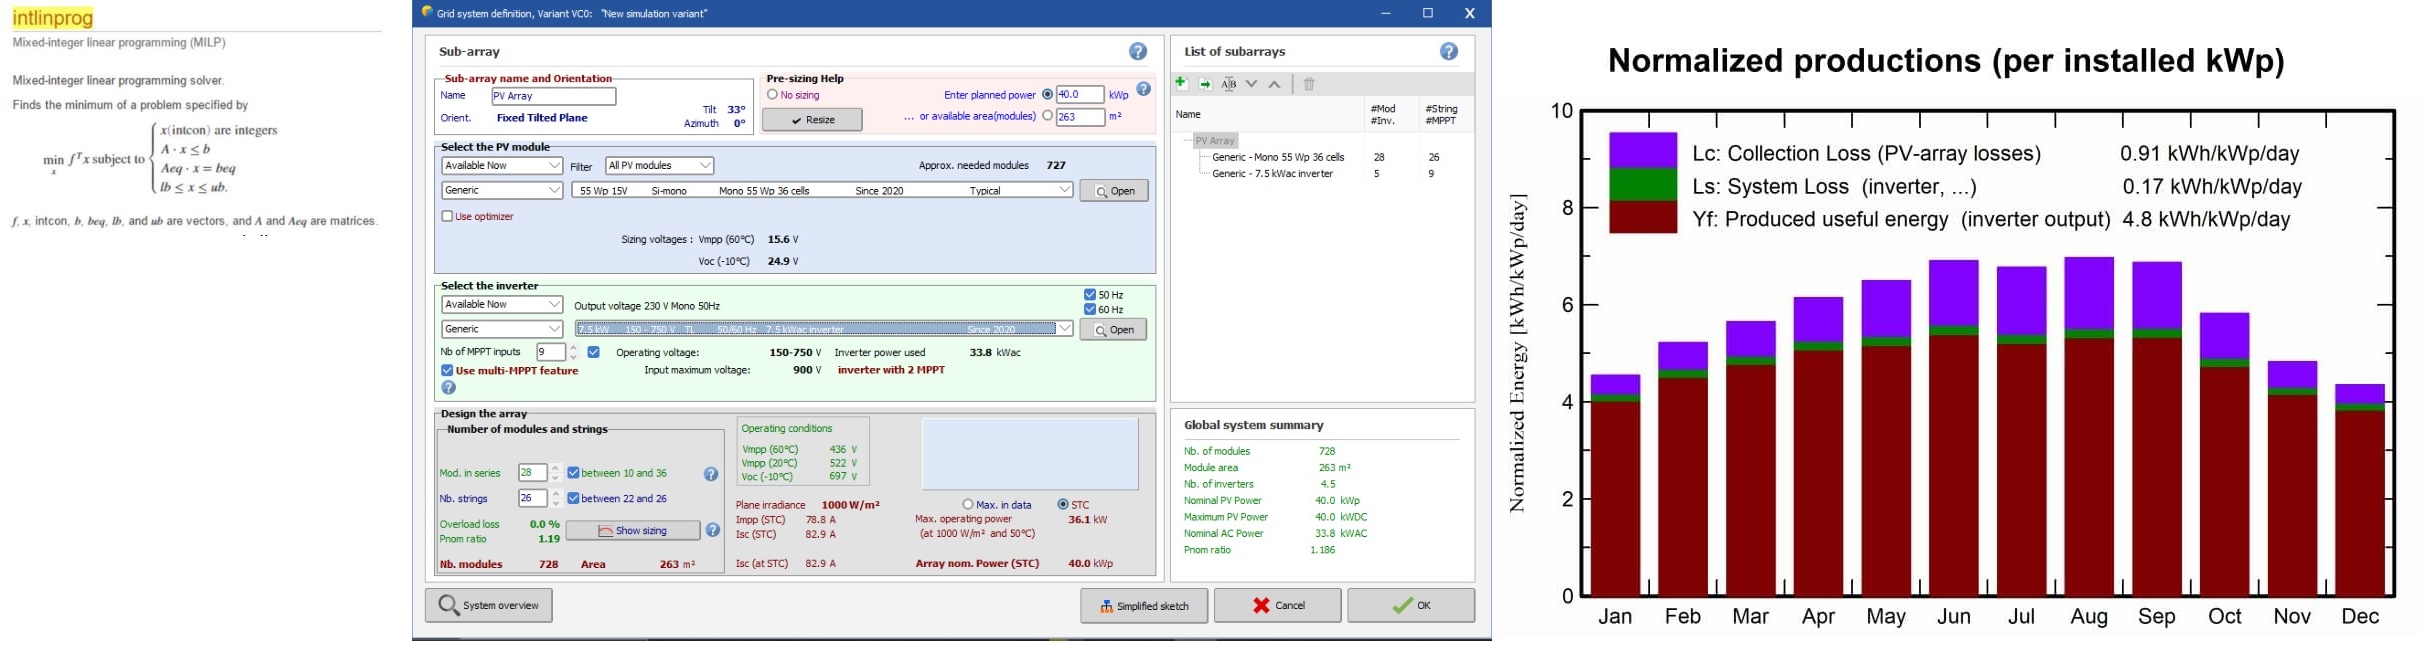 intlinprog
Mixed-integer linear programming (MILP)
Mixed-integer linear programming solver.
Finds the minimum of a problem specified by
min x fᵀx subject to
x(intcon) are integers
A · x ≤ b
Aeq · x = beq
lb ≤ x ≤ ub.
f, x, intcon, b, beq, lb, and ub are vectors, and A and Aeq are matrices.
Grid system definition, Variant VC0: "New simulation variant"
Sub-array
Sub-array name and Orientation
Name PV Array
Orient. Fixed Tilted Plane
Tilt 33°
Azimuth 0°
Pre-sizing Help
No sizing
Resize
Enter planned power 40.0 kWp
... or available area(modules) 263 m²
Select the PV module
Available Now Filter All PV modules Approx. needed modules 727
Generic 55 Wp 15V Si-mono Mono 55 Wp 36 cells Since 2020 Typical Open
Use optimizer
Sizing voltages : Vmpp (60°C) 15.6 V
Voc (-10°C) 24.9 V
Select the inverter
Available Now Output voltage 230 V Mono 50Hz
50 Hz
60 Hz
Generic 7.5 kW 150 - 750 V TL 50/60 Hz 7.5 kWac inverter Since 2020 Open
Nb of MPPT inputs 9 Operating voltage: 150-750 V Inverter power used 33.8 kWac
Use multi-MPPT feature Input maximum voltage: 900 V inverter with 2 MPPT
Design the array
Number of modules and strings
Mod. in series 28 between 10 and 36
Nb. strings 26 between 22 and 26
Overload loss 0.0 %
Pnom ratio 1.19
Show sizing
Nb. modules 728 Area 263 m²
Operating conditions
Vmpp (60°C) 436 V
Vmpp (20°C) 522 V
Voc (-10°C) 697 V
Plane irradiance 1000 W/m²
Impp (STC) 78.8 A
Isc (STC) 82.9 A
Isc (at STC) 82.9 A
Max. in data STC
Max. operating power 36.1 kW
(at 1000 W/m² and 50°C)
Array nom. Power (STC) 40.0 kWp
List of subarrays
Name #Mod #String
#Inv. #MPPT
PV Array
Generic - Mono 55 Wp 36 cells 28 26
Generic - 7.5 kWac inverter 5 9
Global system summary
Nb. of modules 728
Module area 263 m²
Nb. of inverters 4.5
Nominal PV Power 40.0 kWp
Maximum PV Power 40.0 kWDC
Nominal AC Power 33.8 kWAC
Pnom ratio 1.186
System overview
Simplified sketch
Cancel
OK
Normalized productions (per installed kWp)
Normalized Energy [kWh/kWp/day]
10
8
6
4
2
0
Lc: Collection Loss (PV-array losses) 0.91 kWh/kWp/day
Ls: System Loss (inverter, ...) 0.17 kWh/kWp/day
Yf: Produced useful energy (inverter output) 4.8 kWh/kWp/day
Jan Feb Mar Apr May Jun Jul Aug Sep Oct Nov Dec